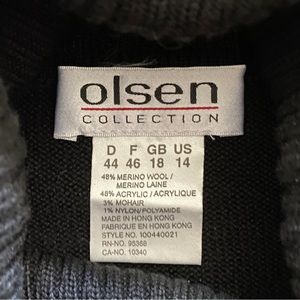 olsen
COLLECTION
D F GB US
44 46 18 14
48% MERINO WOOL /
MERINO LAINE
48% ACRYLIC / ACRYLIQUE
3% MOHAIR
1% NYLON/POLYAMIDE
MADE IN HONG KONG
FABRIQUE EN HONG KONG
STYLE NO. 100440021
RN-NO. 95368
CA-NO. 10340